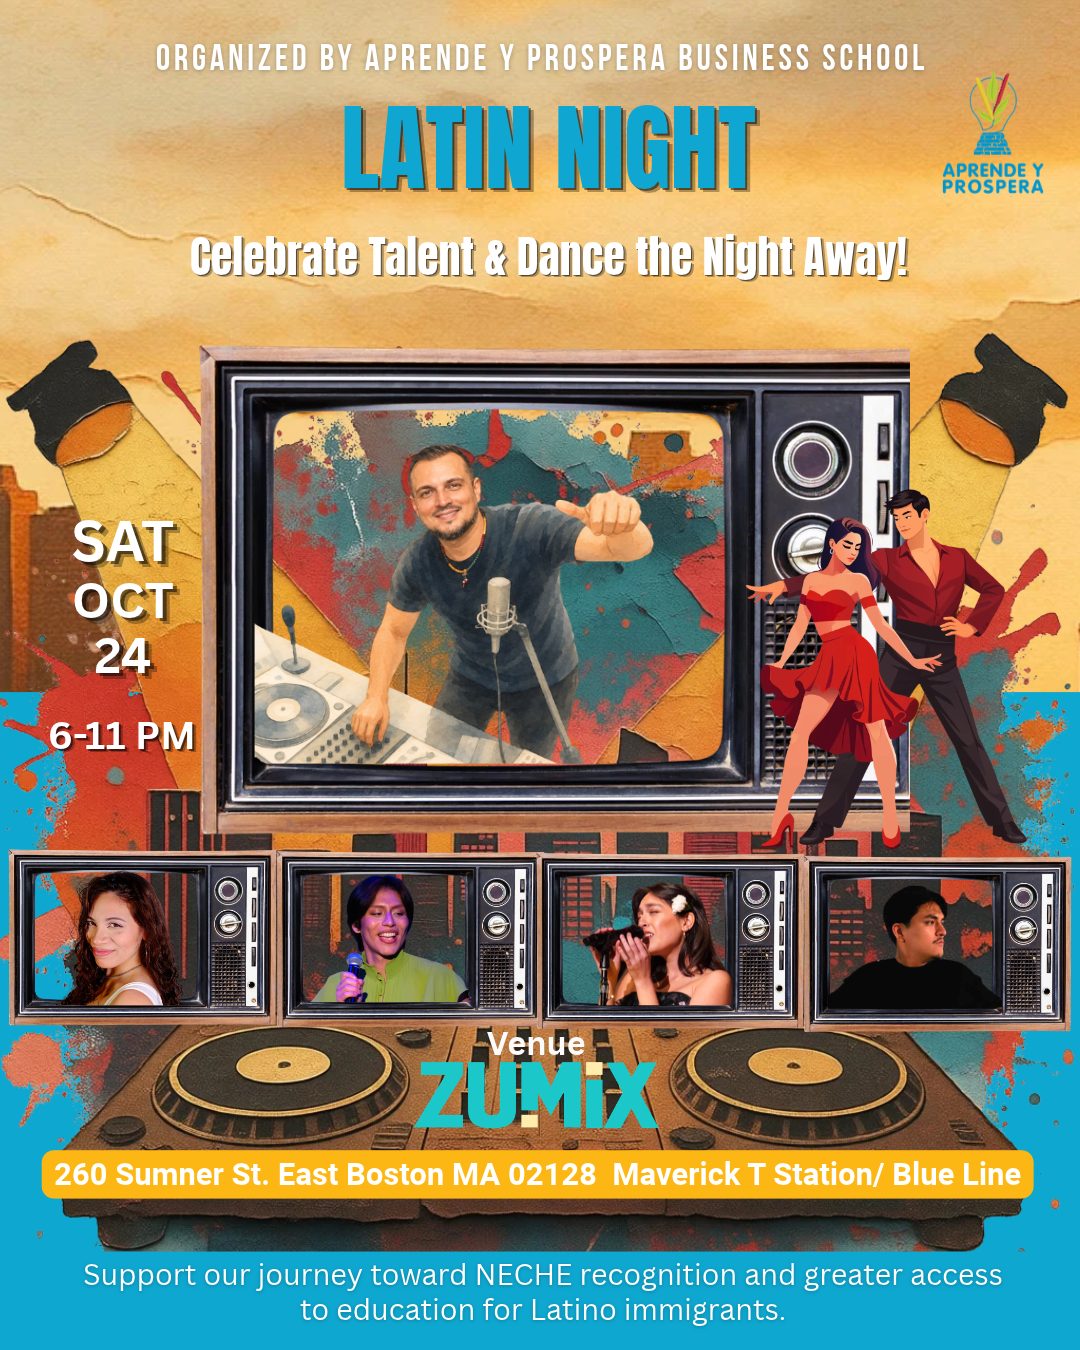 ORGANIZED BY APRENDE Y PROSPERA BUSINESS SCHOOL
LATIN NIGHT
APRENDE Y
PROSPERA
Celebrate Talent & Dance the Night Away!
SAT
OCT
24
6-11 PM
Venue
ZUMiX
260 Sumner St. East Boston MA 02128 Maverick T Station/ Blue Line
Support our journey toward NECHE recognition and greater access
to education for Latino immigrants.